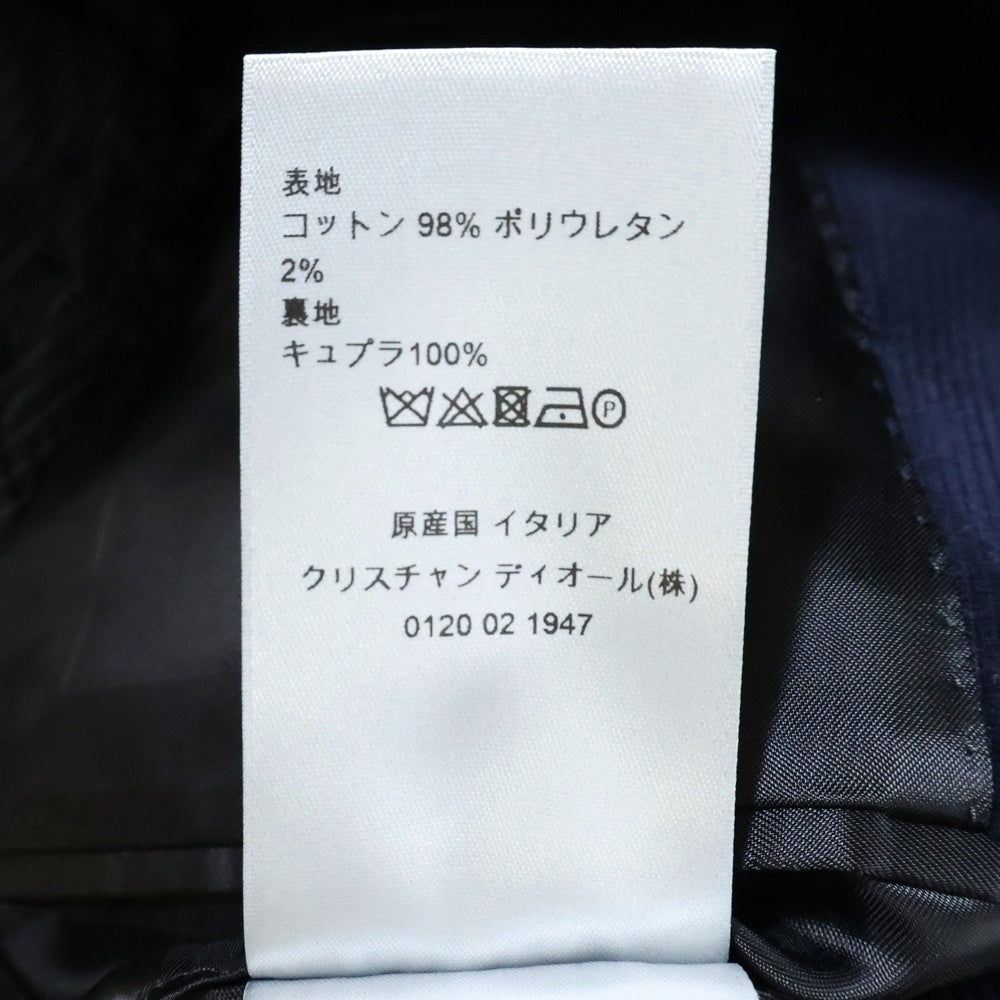 表地
コットン 98% ポリウレタン
2%
裏地
キュプラ100%
P
原産国 イタリア
クリスチャン ディオール(株)
0120 02 1947